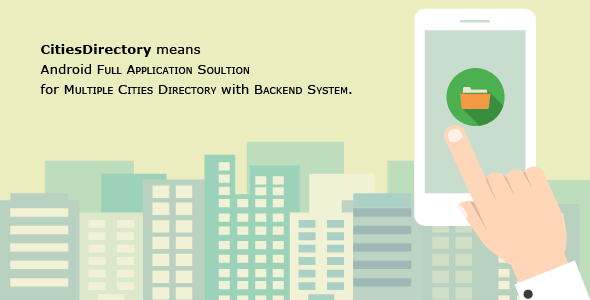 CitiesDirectory means
Android Full Application Soultion
for Multiple Cities Directory with Backend System.